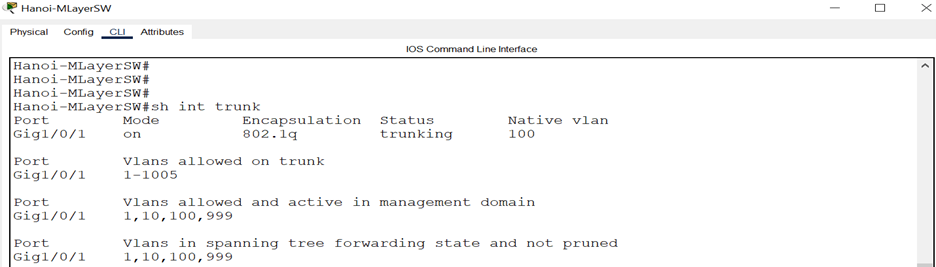 Hanoi-MLayerSW
Physical Config CLI Attributes
IOS Command Line Interface
Hanoi-MLayerSW#
Hanoi-MLayerSW#
Hanoi-MLayerSW#
Hanoi-MLayerSW#sh int trunk
Port Mode Encapsulation Status Native vlan
Gig1/0/1 on 802.1q trunking 100
Port Vlans allowed on trunk
Gig1/0/1 1-1005
Port Vlans allowed and active in management domain
Gig1/0/1 1,10,100,999
Port Vlans in spanning tree forwarding state and not pruned
Gig1/0/1 1,10,100,999